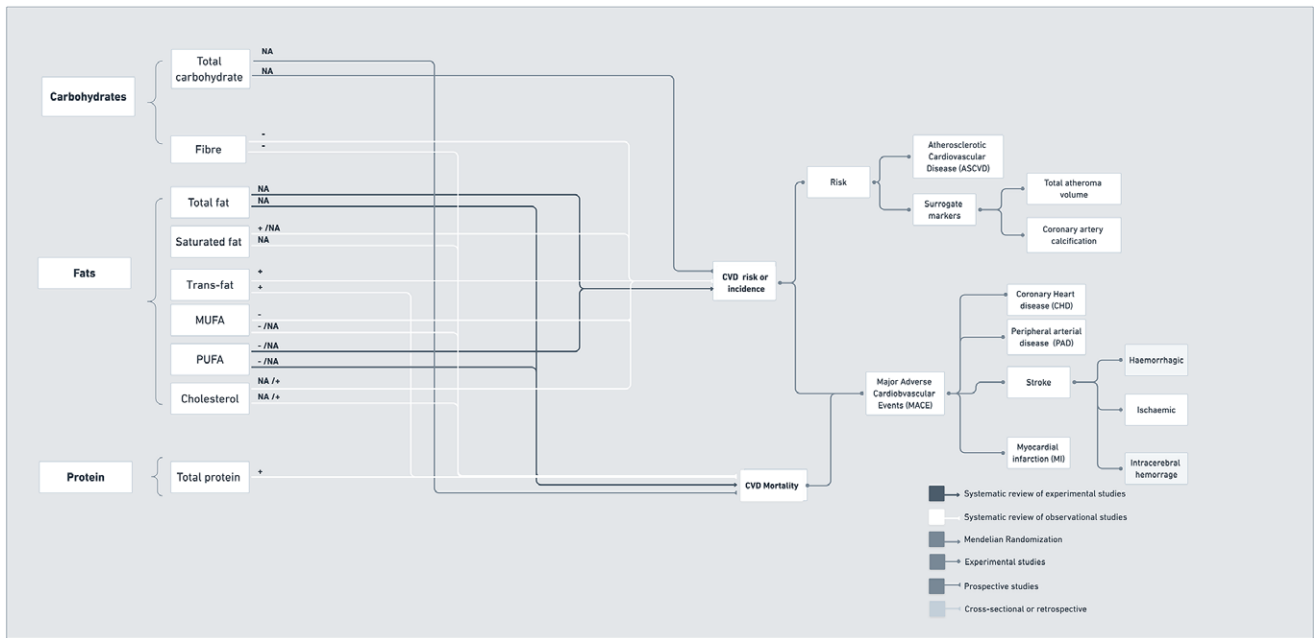 NA
Total
carbohydrate
NA
Carbohydrates
-
Fibre
-
NA
Total fat
NA
+ /NA
Saturated fat
NA
Fats
+
Trans-fat
+
-
MUFA
- /NA
- /NA
PUFA
- /NA
NA /+
Cholesterol
NA /+
Protein
Total protein
+
CVD risk or
incidence
CVD Mortality
Risk
Atherosclerotic
Cardiovascular
Disease (ASCVD)
Surrogate
markers
Total atheroma
volume
Coronary artery
calcification
Major Adverse
Cardiobvascular
Events (MACE)
Coronary Heart
disease (CHD)
Peripheral arterial
disease (PAD)
Stroke
Myocardial
infarction (MI)
Haemorrhagic
Ischaemic
Intracerebral
hemorrage
Systematic review of experimental studies
Systematic review of observational studies
Mendelian Randomization
Experimental studies
Prospective studies
Cross-sectional or retrospective